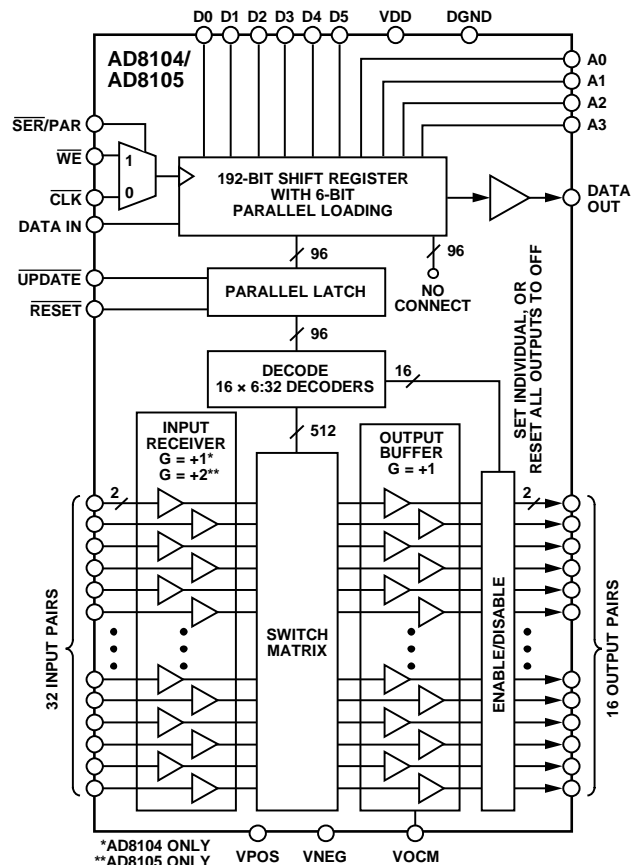 D0 D1 D2 D3 D4 D5 VDD DGND
AD8104/
AD8105
A0
A1
A2
A3
SER/PAR
WE
CLK
DATA IN
1
0
192-BIT SHIFT REGISTER
WITH 6-BIT
PARALLEL LOADING
DATA
OUT
96
96
NO
CONNECT
UPDATE
RESET
PARALLEL LATCH
96
DECODE
16 × 6:32 DECODERS
16
SET INDIVIDUAL, OR
RESET ALL OUTPUTS TO OFF
512
INPUT
RECEIVER
G = +1*
G = +2**
OUTPUT
BUFFER
G = +1
2
2
32 INPUT PAIRS
SWITCH
MATRIX
ENABLE/DISABLE
16 OUTPUT PAIRS
*AD8104 ONLY
**AD8105 ONLY
VPOS VNEG VOCM